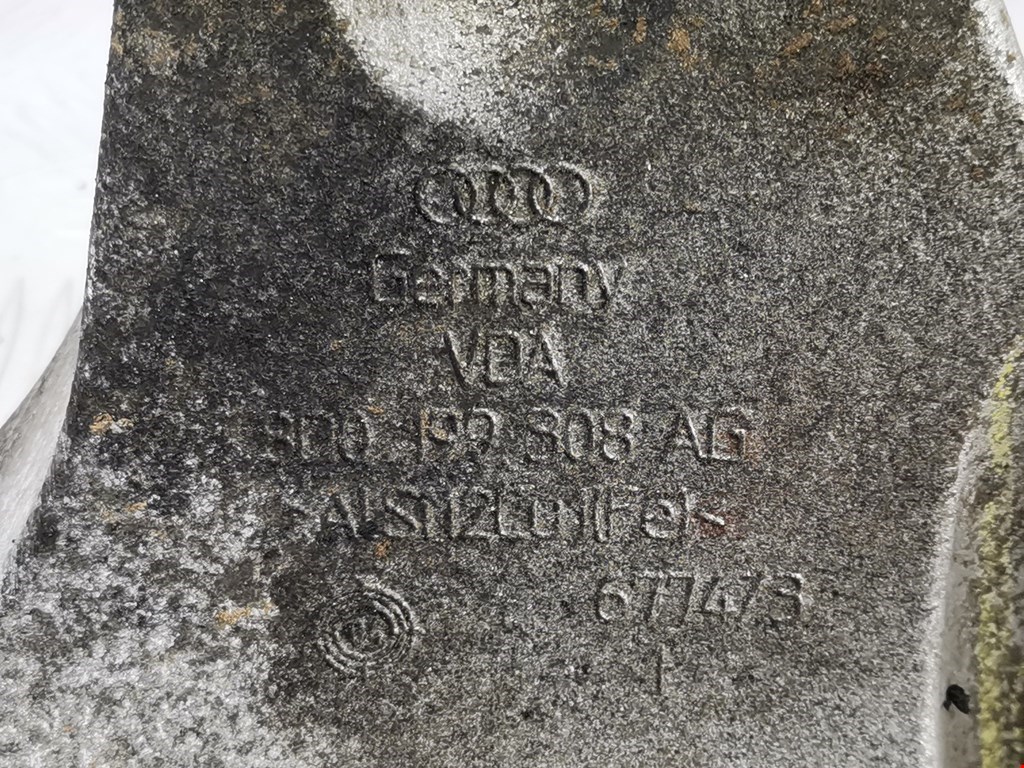 Germany
VDA
8D0 199 308 AG
>AlSi12CU1(Fe)<
677473
1